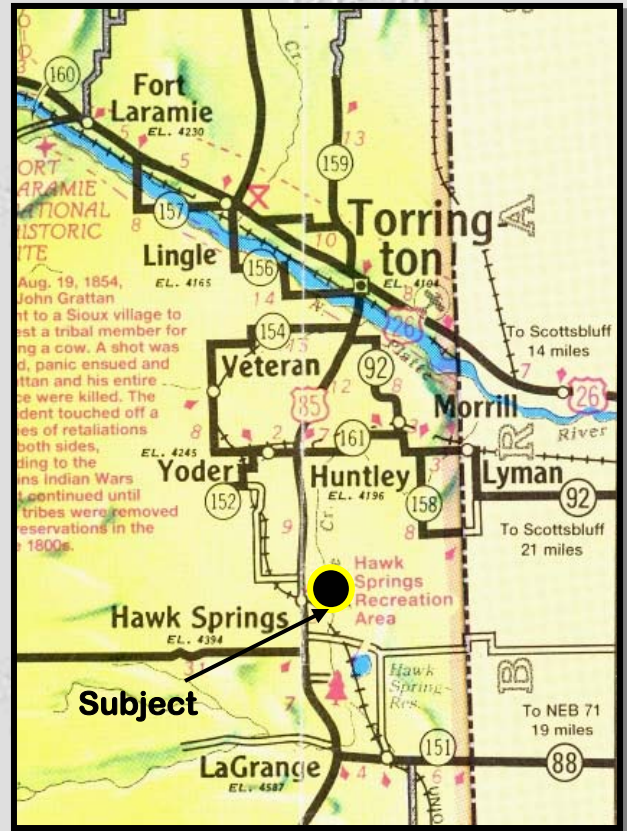 160
Fort
Laramie
EL. 4230
Cr.
5
5
13
159
ORT
ARAMIE
ATIONAL
ISTORIC
ITE
157
8
Lingle
EL. 4165
156
14
10
Torring
ton
EL. 4104
8
A
N.
Platte
26
To Scottsbluff
14 miles
7
26
River
Aug. 19, 1854,
John Grattan
nt to a Sioux village to
est a tribal member for
ng a cow. A shot was
d, panic ensued and
ttan and his entire
ce were killed. The
dent touched off a
es of retaliations
both sides,
ding to the
ins Indian Wars
t continued until
tribes were removed
reservations in the
1800s.
154
15
Veteran
92
85
12
8
Morrill
R
8
EL. 4245
2
7
161
3
Yoder
Huntley
EL. 4196
3
Lyman
152
158
92
8
To Scottsbluff
21 miles
9
Cr.
Hawk
Springs
Recreation
Area
Hawk Springs
EL. 4394
31
Subject
7
Hawk
Spring
Res.
B
To NEB 71
19 miles
LaGrange
EL. 4587
4
151
6
88